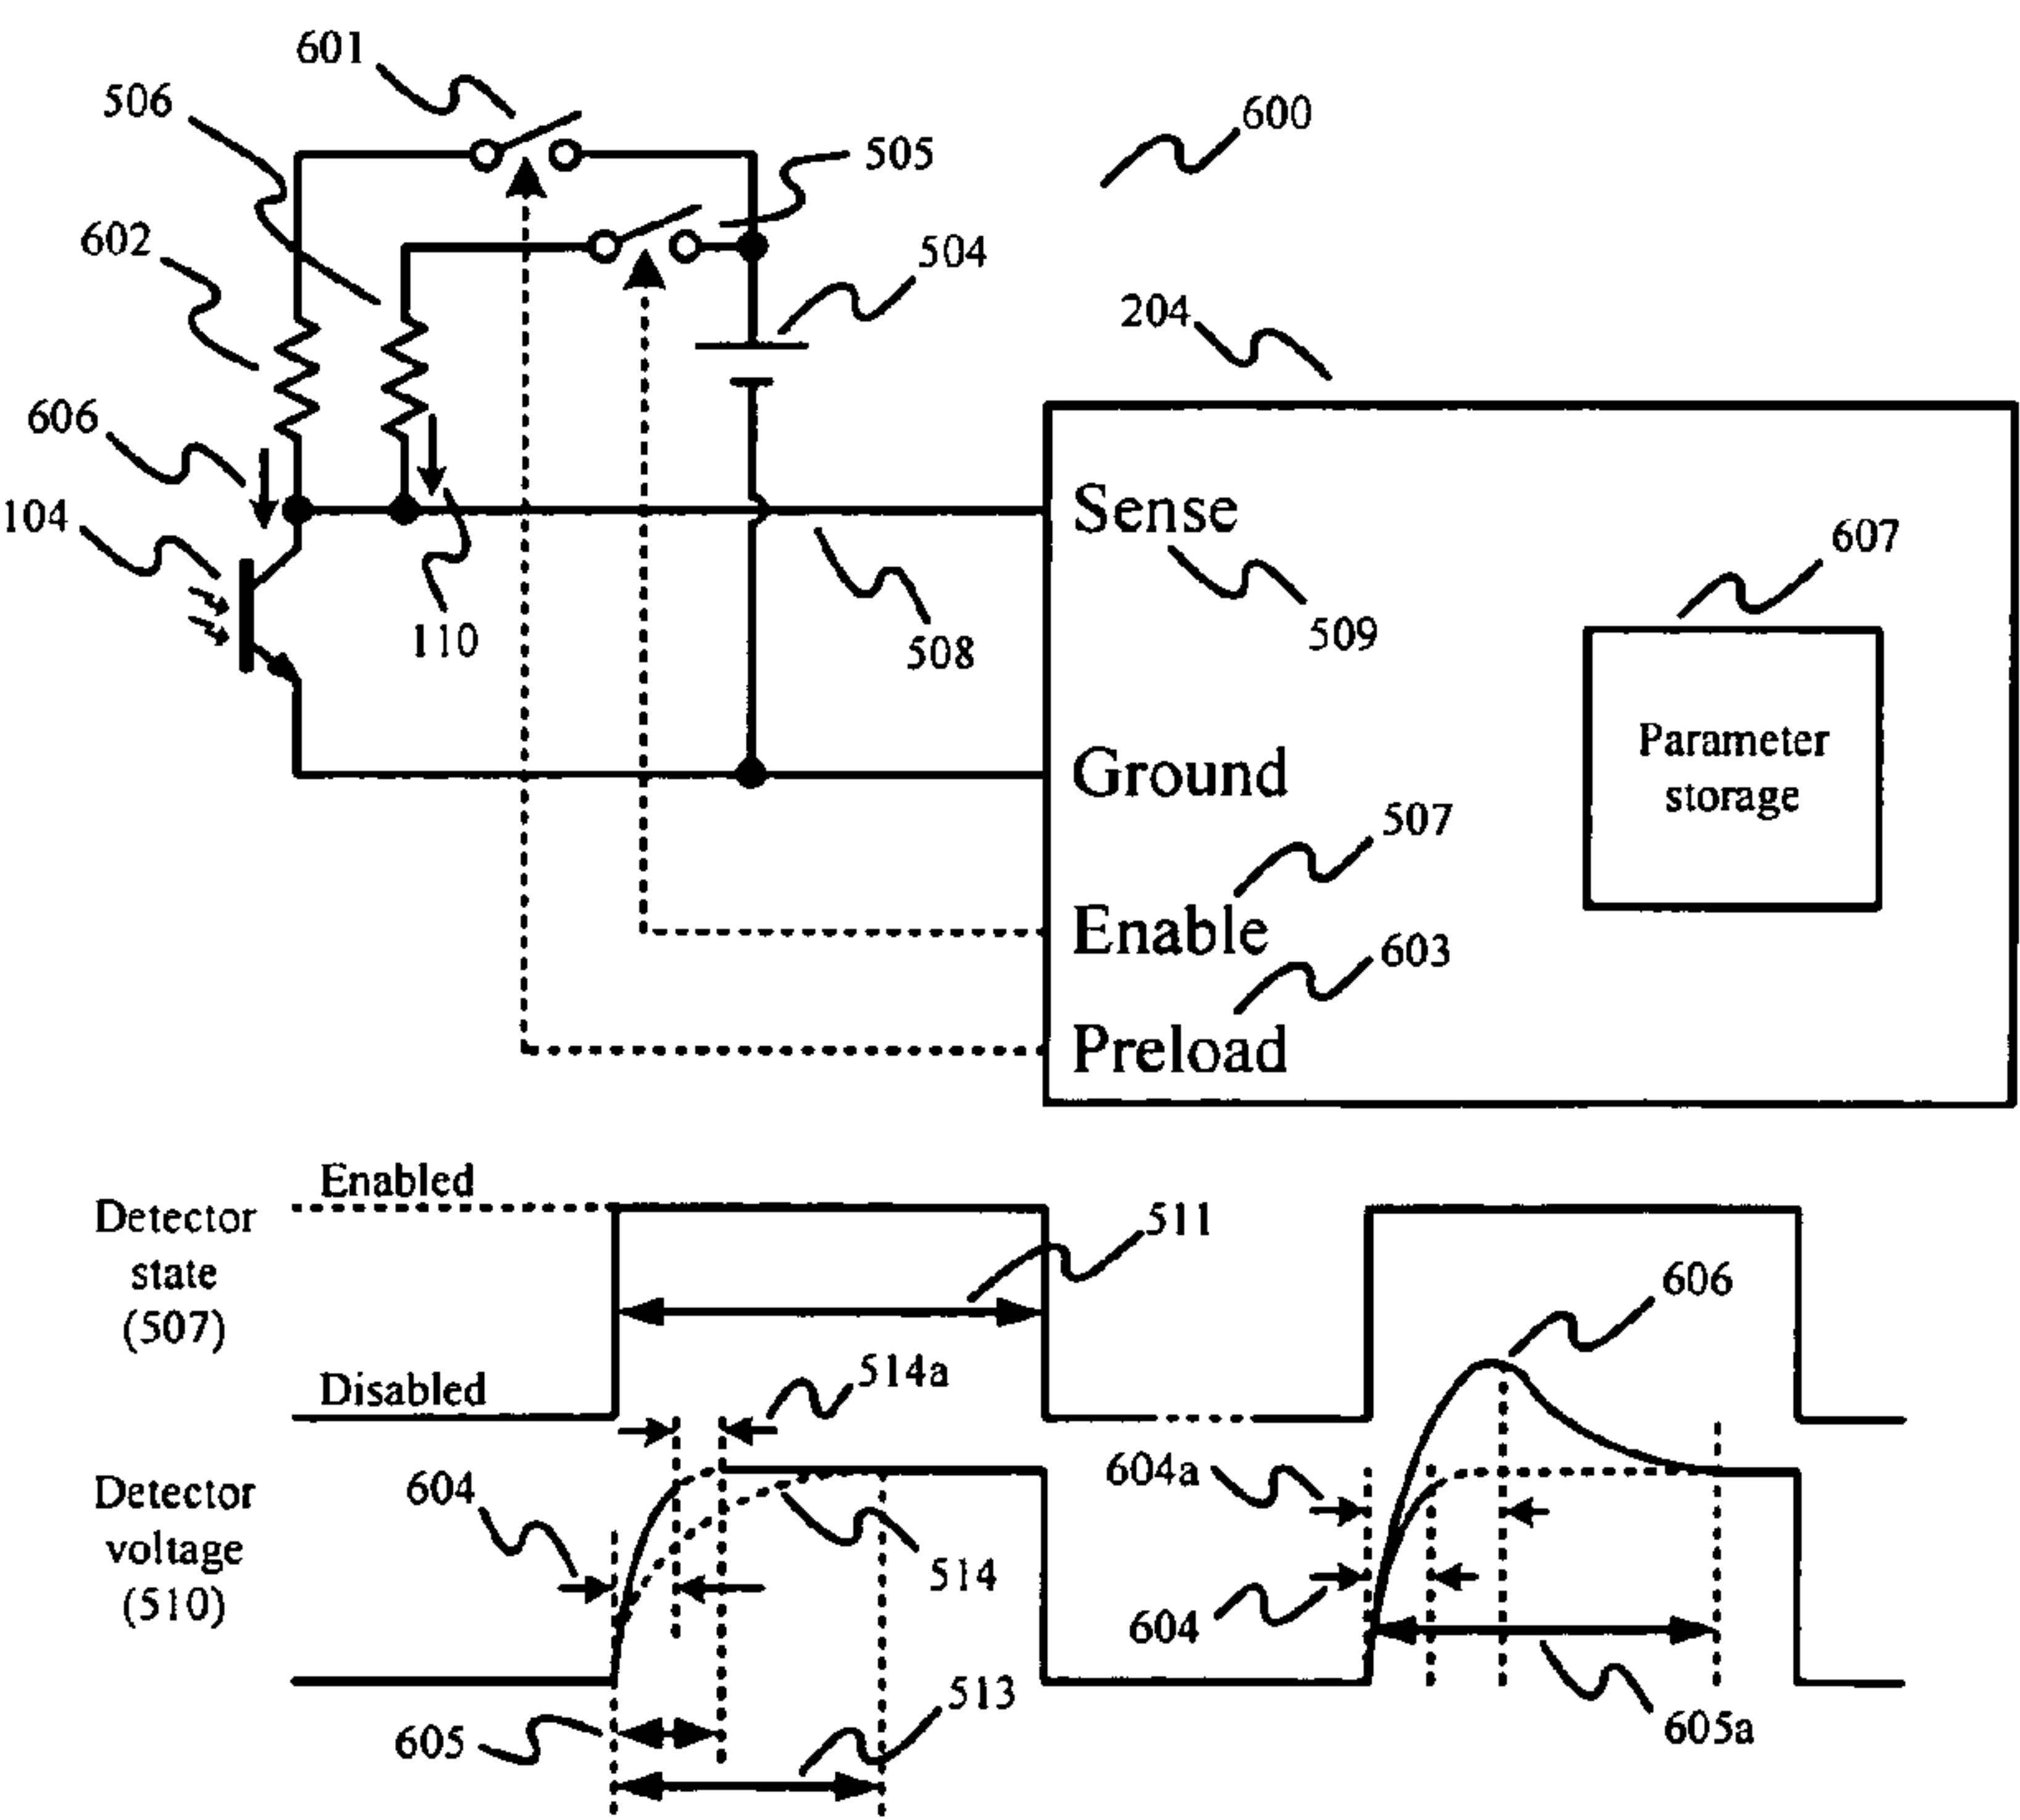 601
506
600
505
602
504
204
606
Sense
104
607
110
508
509
Parameter
storage
Ground
507
Enable
603
Preload
Enabled
Detector
state
(507)
511
606
514a
Disabled
604a
604
Detector
voltage
(510)
514
604
513
605
605a